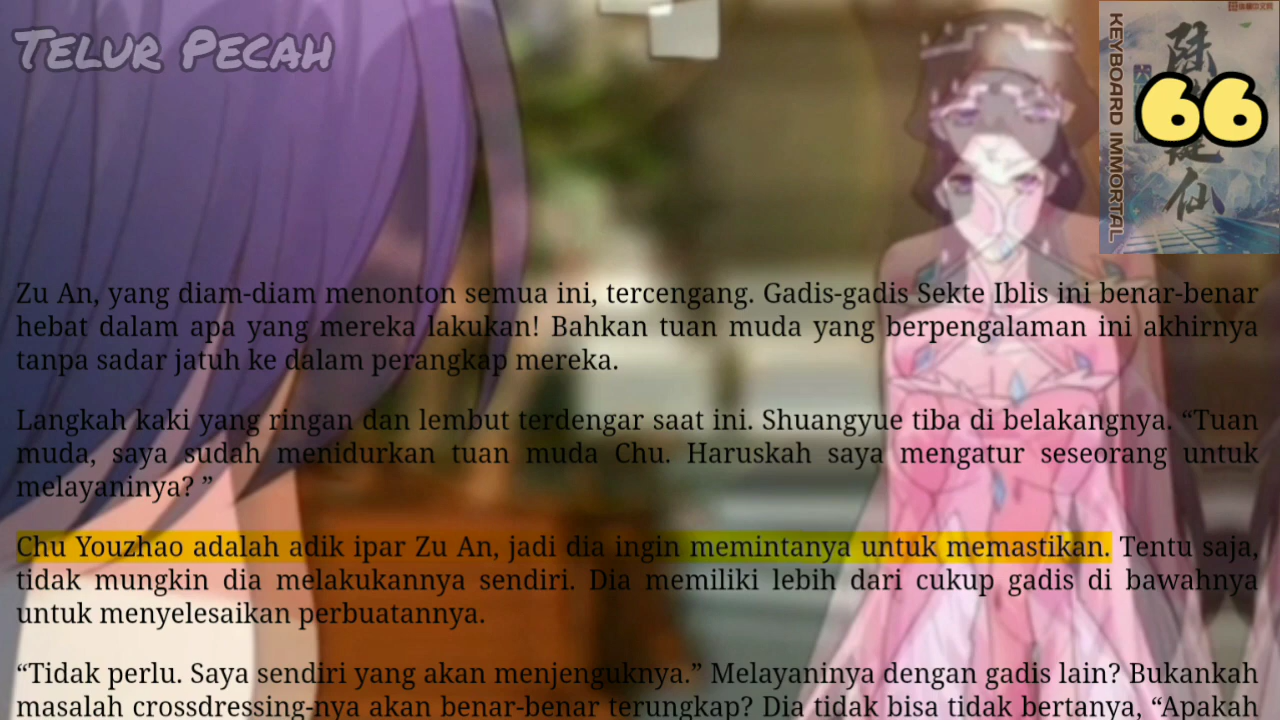 Telur Pecah
KEYBOARD IMMORTAL
66
陆
仙
Zu An, yang diam-diam menonton semua ini, tercengang. Gadis-gadis Sekte Iblis ini benar-benar
hebat dalam apa yang mereka lakukan! Bahkan tuan muda yang berpengalaman ini akhirnya
tanpa sadar jatuh ke dalam perangkap mereka.
Langkah kaki yang ringan dan lembut terdengar saat ini. Shuangyue tiba di belakangnya. “Tuan
muda, saya sudah menidurkan tuan muda Chu. Haruskah saya mengatur seseorang untuk
melayaninya? ”
Chu Youzhao adalah adik ipar Zu An, jadi dia ingin memintanya untuk memastikan. Tentu saja,
tidak mungkin dia melakukannya sendiri. Dia memiliki lebih dari cukup gadis di bawahnya
untuk menyelesaikan perbuatannya.
“Tidak perlu. Saya sendiri yang akan menjenguknya.” Melayaninya dengan gadis lain? Bukankah
masalah crossdressing-nya akan benar-benar terungkap? Dia tidak bisa tidak bertanya, “Apakah